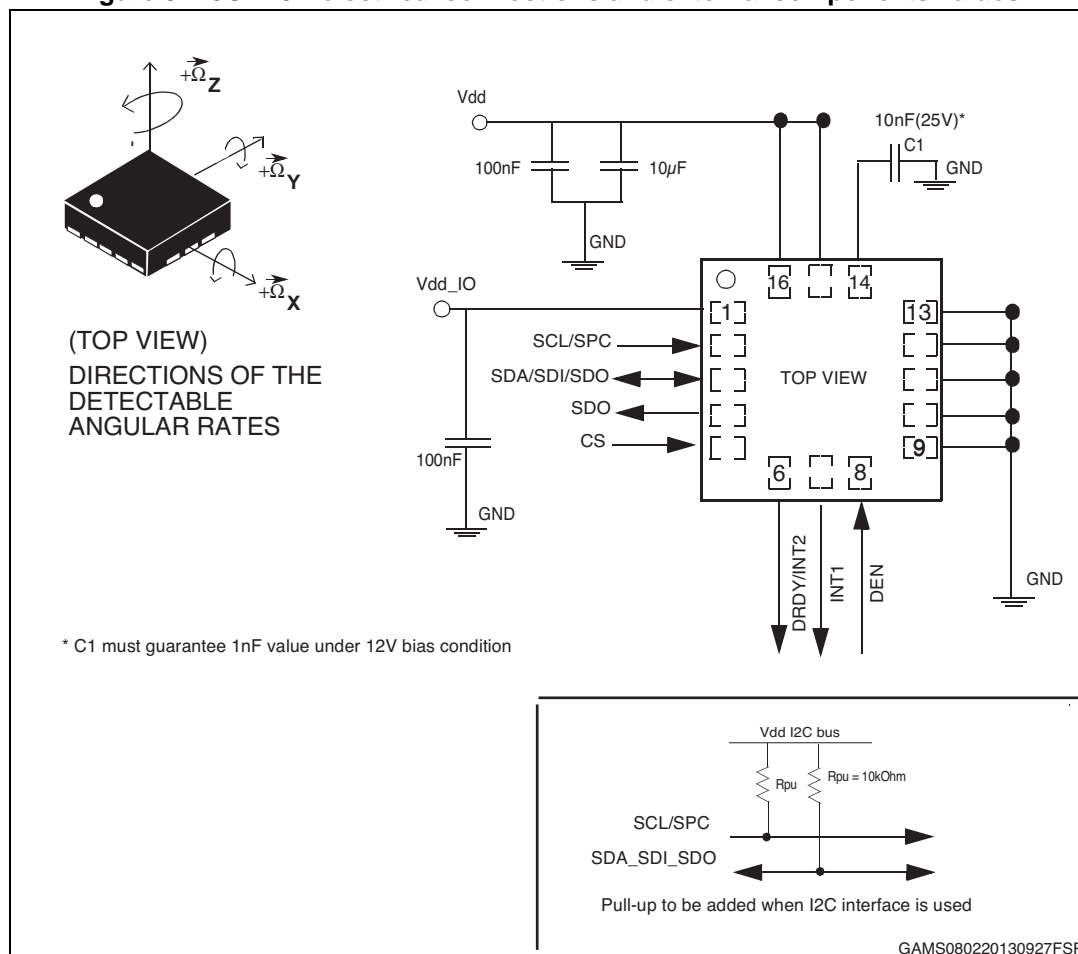 +Ω Z
+Ω Y
+Ω X
(TOP VIEW)
DIRECTIONS OF THE
DETECTABLE
ANGULAR RATES
Vdd
100nF
10µF
GND
10nF(25V)*
C1
GND
Vdd_IO
100nF
GND
SCL/SPC
SDA/SDI/SDO
SDO
CS
1
16
14
13
TOP VIEW
9
6
8
DRDY/INT2
INT1
DEN
GND
* C1 must guarantee 1nF value under 12V bias condition
Vdd I2C bus
Rpu
Rpu = 10kOhm
SCL/SPC
SDA_SDI_SDO
Pull-up to be added when I2C interface is used